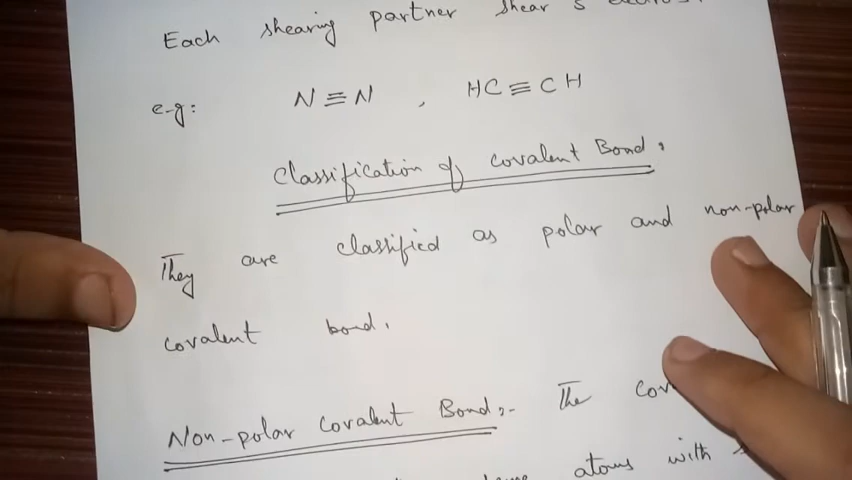 Each shearing partner shear 3
e.g: N≡N , HC≡CH
Classification of covalent Bond.
They are classified as polar and non-polar
covalent bond.
Non-polar covalent Bond:- The
atoms with